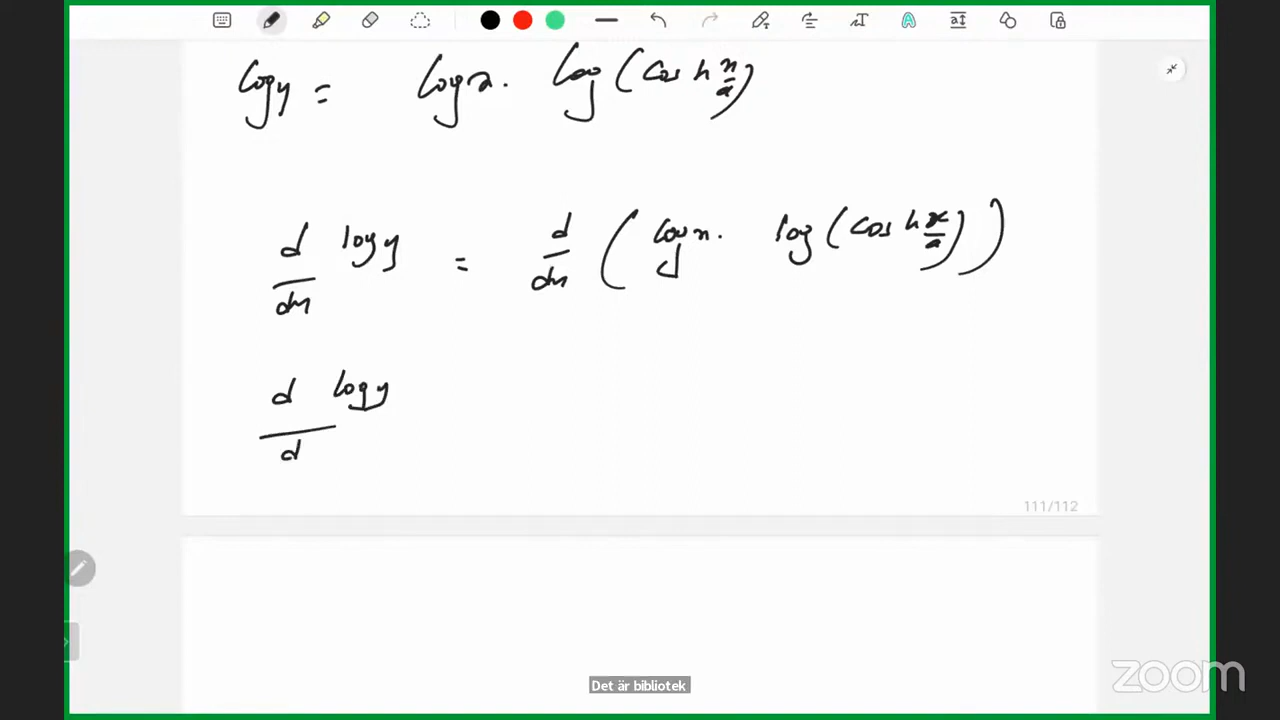 log y = log x . log (cos h x/a)
d/dx log y = d/dx ( log x . log (cos h x/a) )
d log y
d
111/112
Det är bibliotek
zoom